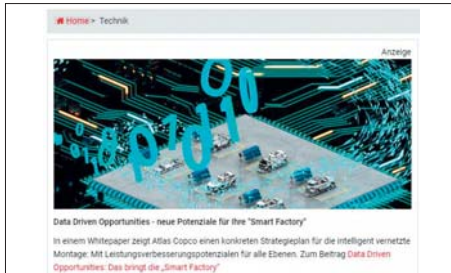 Home > Technik
Anzeige
Data Driven Opportunities - neue Potenziale für Ihre "Smart Factory"
In einem Whitepaper zeigt Atlas Copco einen konkreten Strategieplan für die intelligent vernetzte
Montage: Mit Leistungsverbesserungspotenzialen für alle Ebenen. Zum Beitrag Data Driven
Opportunities: Das bringt die „Smart Factory"